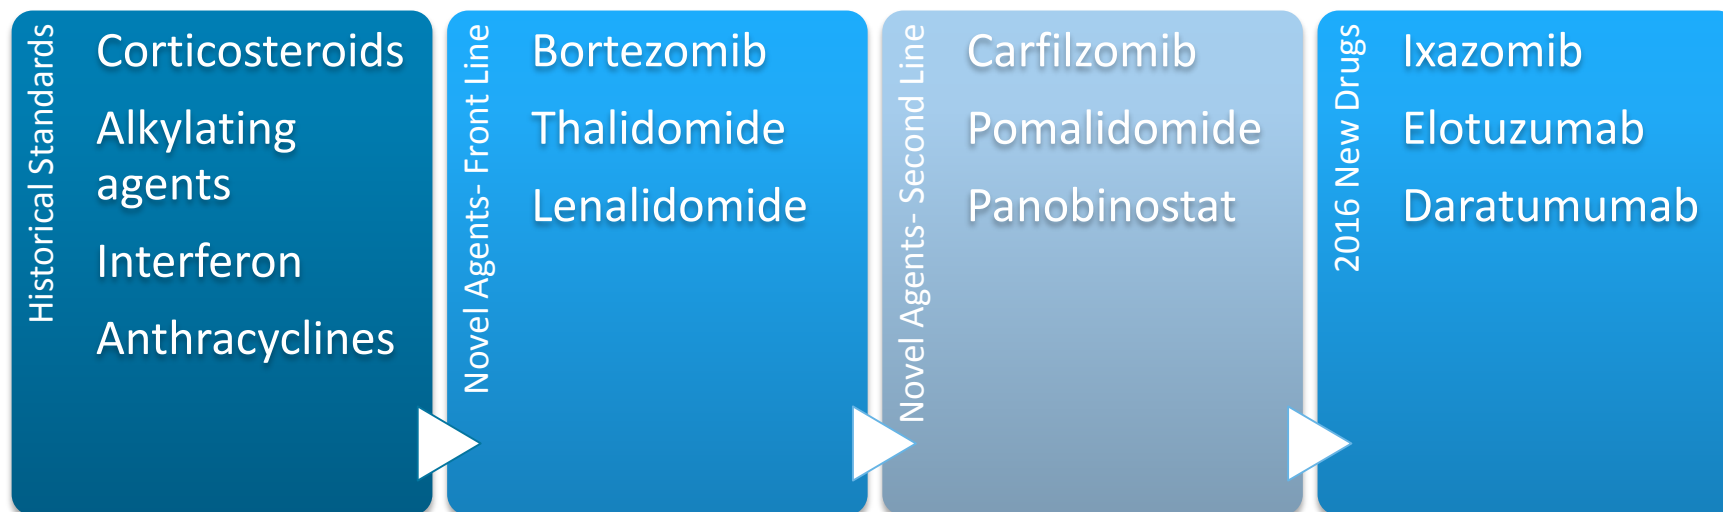 Historical Standards
Corticosteroids
Alkylating
agents
Interferon
Anthracyclines
Novel Agents- Front Line
Bortezomib
Thalidomide
Lenalidomide
Novel Agents- Second Line
Carfilzomib
Pomalidomide
Panobinostat
2016 New Drugs
Ixazomib
Elotuzumab
Daratumumab